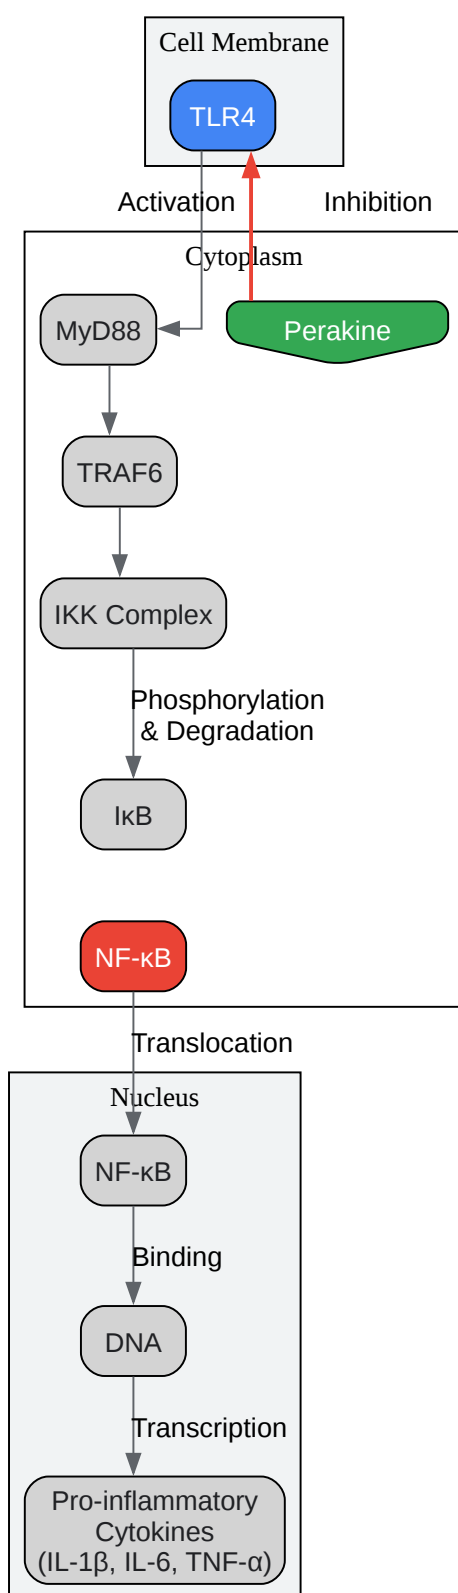 Cell Membrane
TLR4
Activation
Inhibition
Cytoplasm
MyD88
Perakine
TRAF6
IKK Complex
Phosphorylation
& Degradation
IκB
NF-κB
Translocation
Nucleus
NF-κB
Binding
DNA
Transcription
Pro-inflammatory
Cytokines
(IL-1β, IL-6, TNF-α)